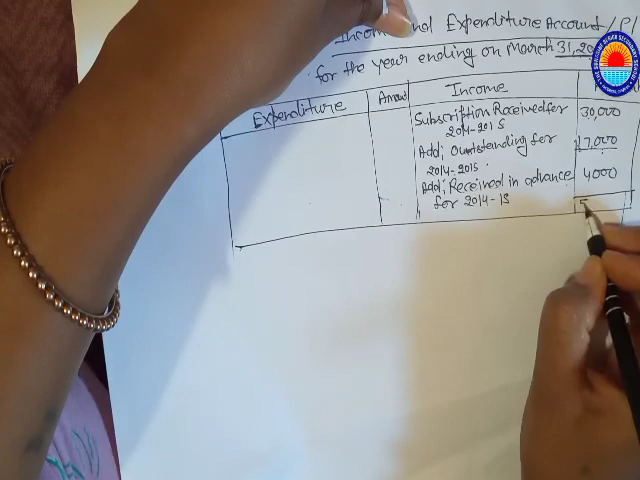 Income and Expenditure Account / P/
for the year ending on march 31, 20
Expenditure Amount Income
Subscription Received for 30,000
2014-2015
Add; Outstanding for 17,000
2014-2015.
Add; Received in advance 4000
for 2014-15